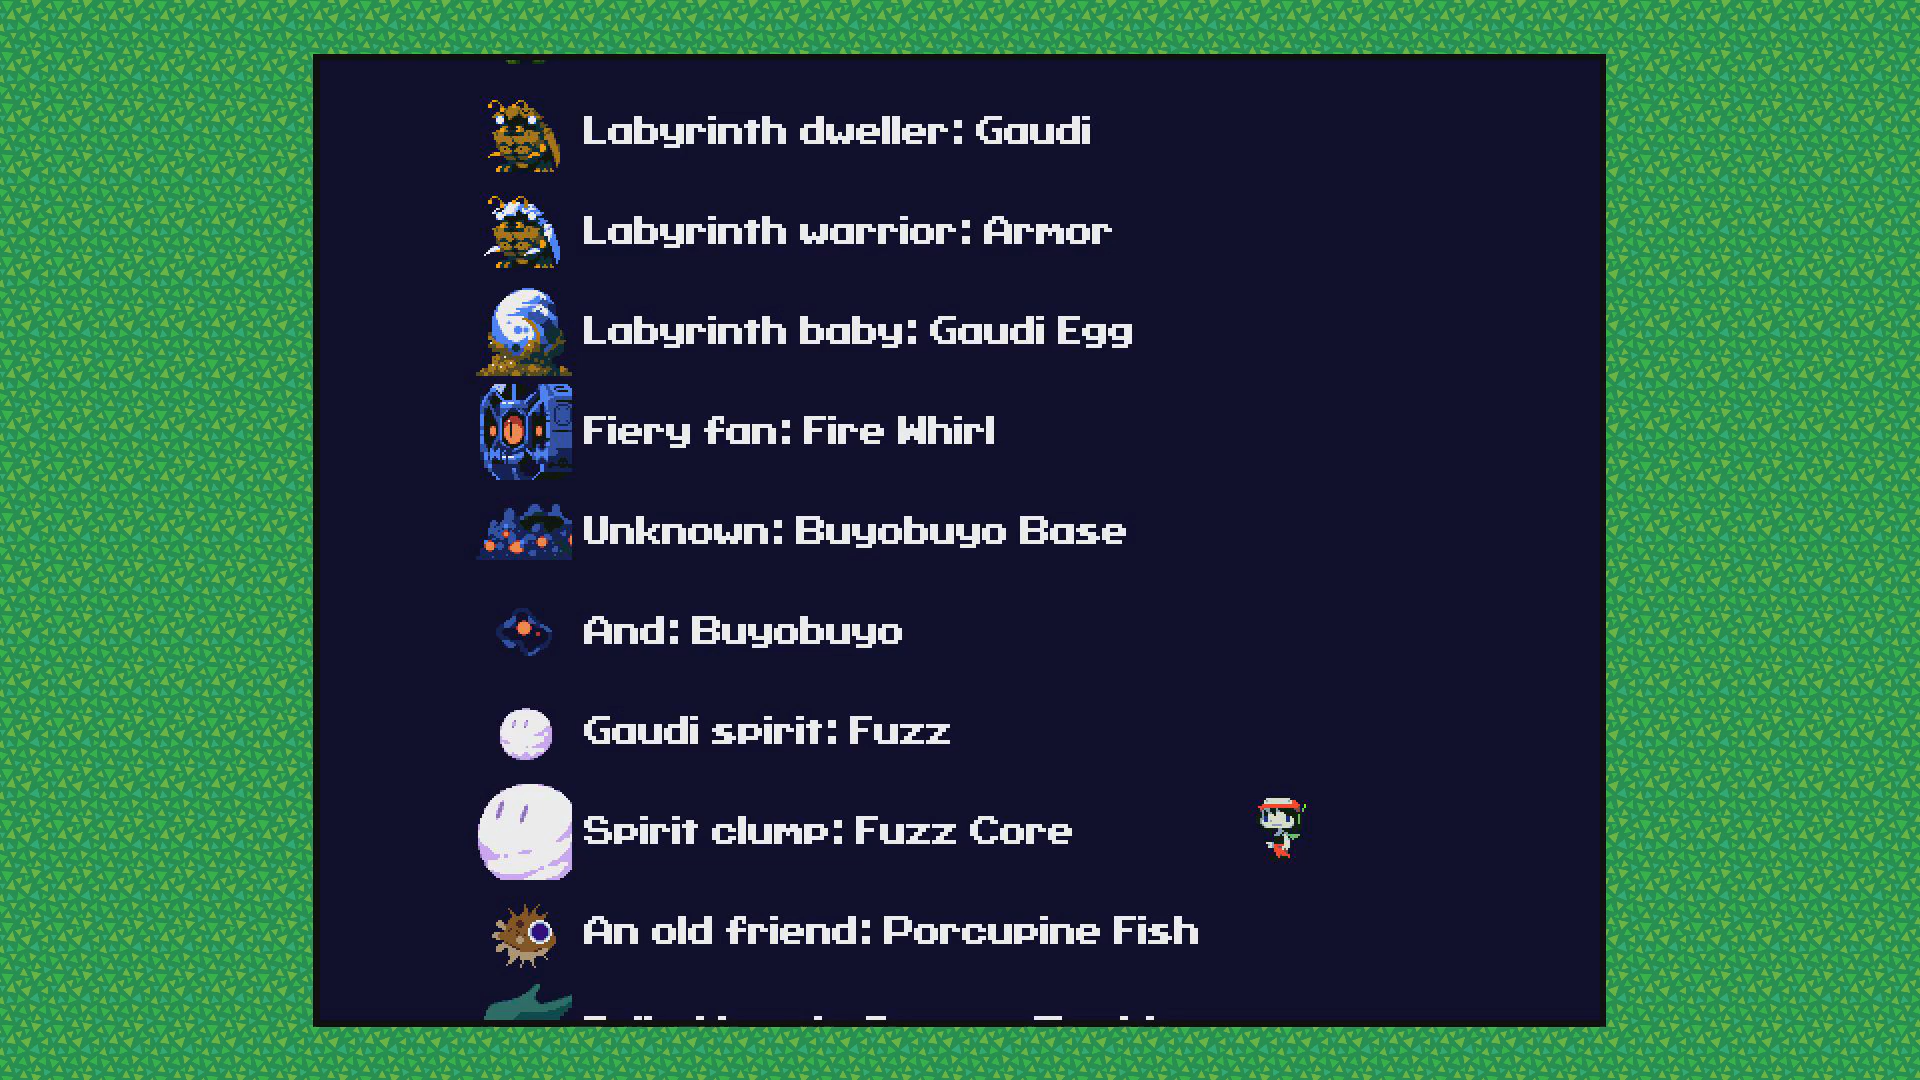 Labyrinth dweller: Gaudi
Labyrinth warrior: Armor
Labyrinth baby: Gaudi Egg
Fiery fan: Fire Whirl
Unknown: Buyobuyo Base
And: Buyobuyo
Gaudi spirit: Fuzz
Spirit clump: Fuzz Core
An old friend: Porcupine Fish